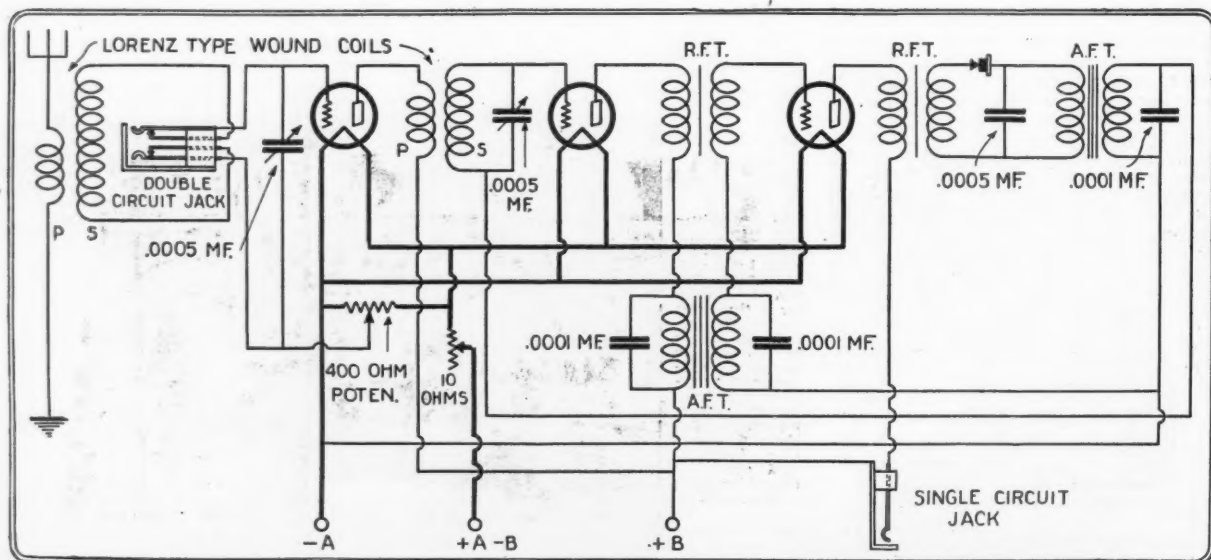 LORENZ TYPE WOUND COILS
R.F.T.
R.F.T.
A.F.T.
P
S
DOUBLE
CIRCUIT JACK
.0005 MF.
P S
.0005
MF.
.0005 MF.
.0001 MF.
400 OHM
POTEN.
10
OHMS
.0001 MF
.0001 MF.
A.F.T.
SINGLE CIRCUIT
JACK
-A
+A -B
+B